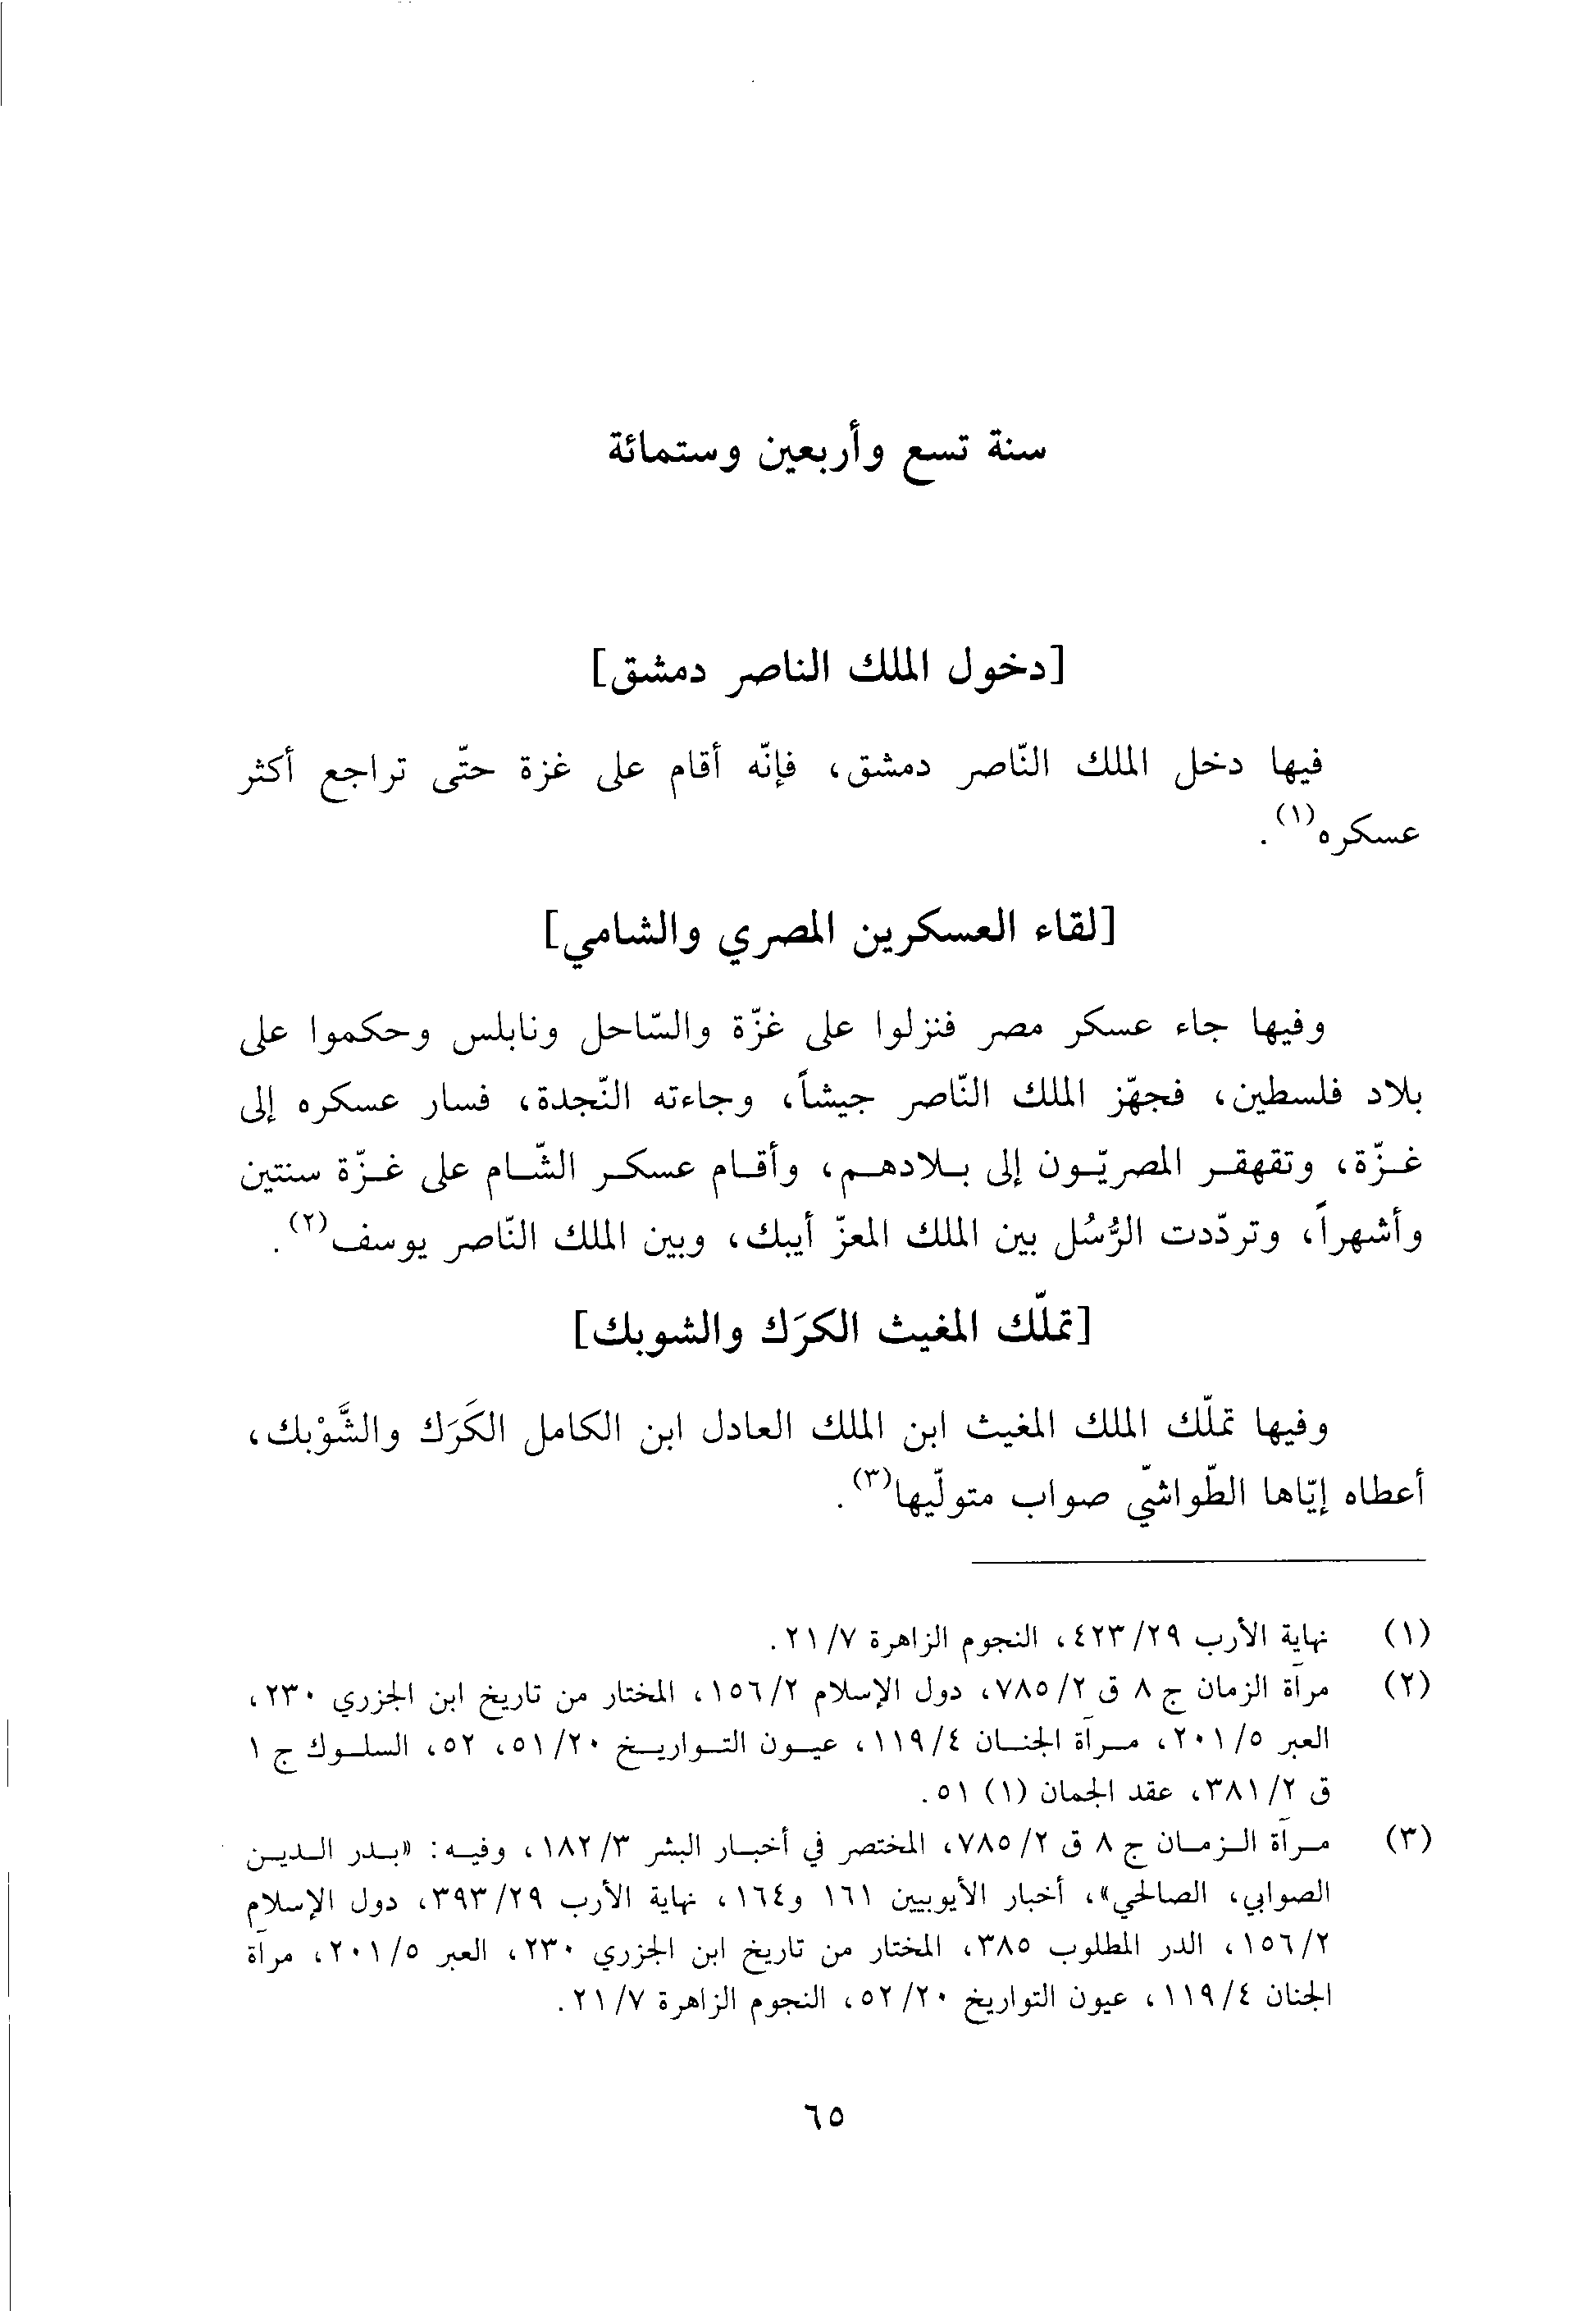 سنة تسع وأربعين وستمائة
[دخول الملك الناصر دمشق]
فيها دخل الملك النّاصر دمشق، فإنّه أقام على غزة حتّى تراجع أكثر
عسكره(١).
[لقاء العسكرين المصري والشامي]
وفيها جاء عسكر مصر فنزلوا على غزّة والسّاحل ونابلس وحكموا على
بلاد فلسطين، فجهّز الملك النّاصر جيشاً، وجاءته النّجدة، فسار عسكره إلى
غزّة، وتقهقر المصريّون إلى بلادهم، وأقام عسكر الشّام على غزّة سنتين
وأشهراً، وتردّدت الرُّسُل بين الملك المعزّ أيبك، وبين الملك النّاصر يوسف(٢).
[تملّك المغيث الكرَك والشوبك]
وفيها تملّك الملك المغيث ابن الملك العادل ابن الكامل الكَرَك والشَّوْبك،
أعطاه إيّاها الطّواشيّ صواب متولّيها(٣).
(١) نهاية الأرب ٢٩/٤٢٣، النجوم الزاهرة ٧/٢١.
(٢) مرآة الزمان ج ٨ ق ٢/٧٨٥، دول الإسلام ٢/١٥٦، المختار من تاريخ ابن الجزري ٢٣٠،
العبر ٥/٢٠١، مرآة الجنان ٤/١١٩، عيون التواريخ ٢٠/٥١، ٥٢، السلوك ج ١
ق ٢/٣٨١، عقد الجمان (١) ٥١.
(٣) مرآة الزمان ج ٨ ق ٢/٧٨٥، المختصر في أخبار البشر ٣/١٨٢، وفيه: «بدر الدين
الصوابي، الصالحي»، أخبار الأيوبيين ١٦١ و١٦٤، نهاية الأرب ٢٩/٣٩٣، دول الإسلام
٢/١٥٦، الدر المطلوب ٣٨٥، المختار من تاريخ ابن الجزري ٢٣٠، العبر ٥/٢٠١، مرآة
الجنان ٤/١١٩، عيون التواريخ ٢٠/٥٢، النجوم الزاهرة ٧/٢١.
٦٥